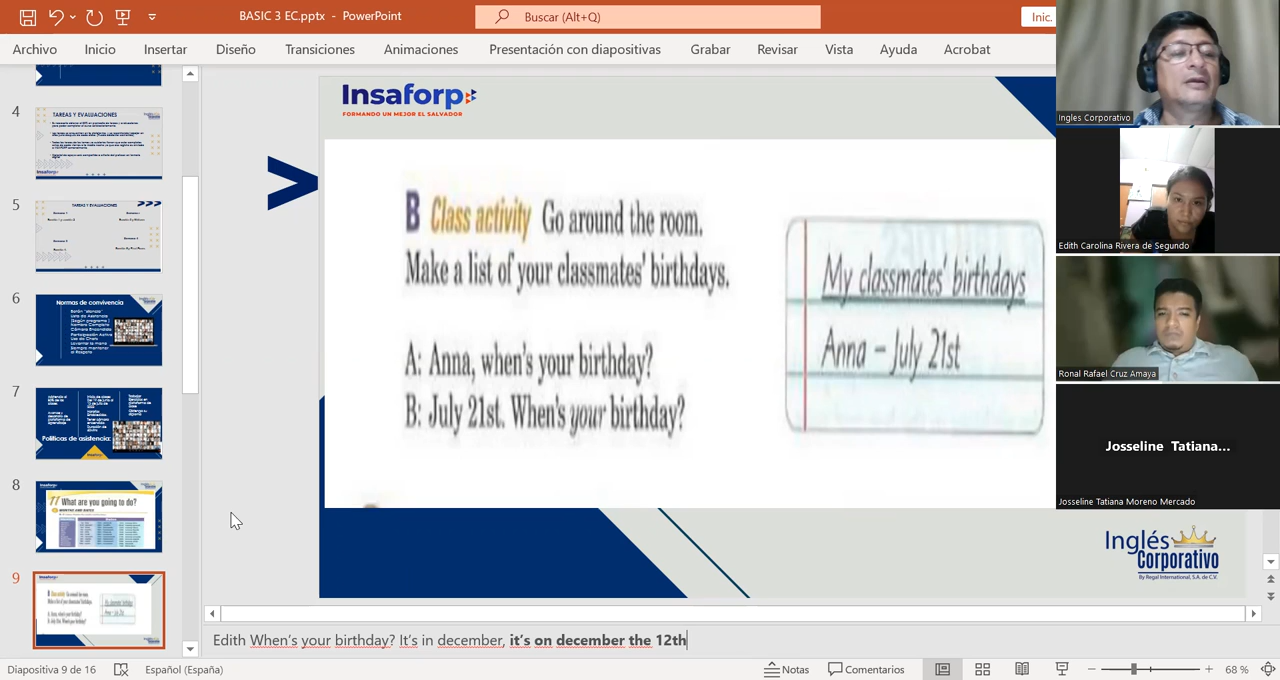 BASIC 3 EC.pptx - PowerPoint
Buscar (Alt+Q)
Inic.
Archivo Inicio Insertar Diseño Transiciones Animaciones Presentación con diapositivas Grabar Revisar Vista Ayuda Acrobat
4
TAREAS Y EVALUACIONES
5
TAREAS Y EVALUACIONES
6
Normas de convivencia
7
Políticas de asistencia:
8
What are you going to do?
9
Insaforp
FORMANDO UN MEJOR EL SALVADOR
B Class activity Go around the room.
Make a list of your classmates' birthdays.
A: Anna, when's your birthday?
B: July 21st. When's your birthday?
My classmates' birthdays
Anna – July 21st
Inglés
Corporativo
By Regal International, S.A. de C.V.
Ingles Corporativo
Edith Carolina Rivera de Segundo
Ronal Rafael Cruz Amaya
Josseline Tatiana...
Josseline Tatiana Moreno Mercado
Edith When's your birthday? It's in december, it's on december the 12th
Diapositiva 9 de 16 Español (España) Notas Comentarios 68 %